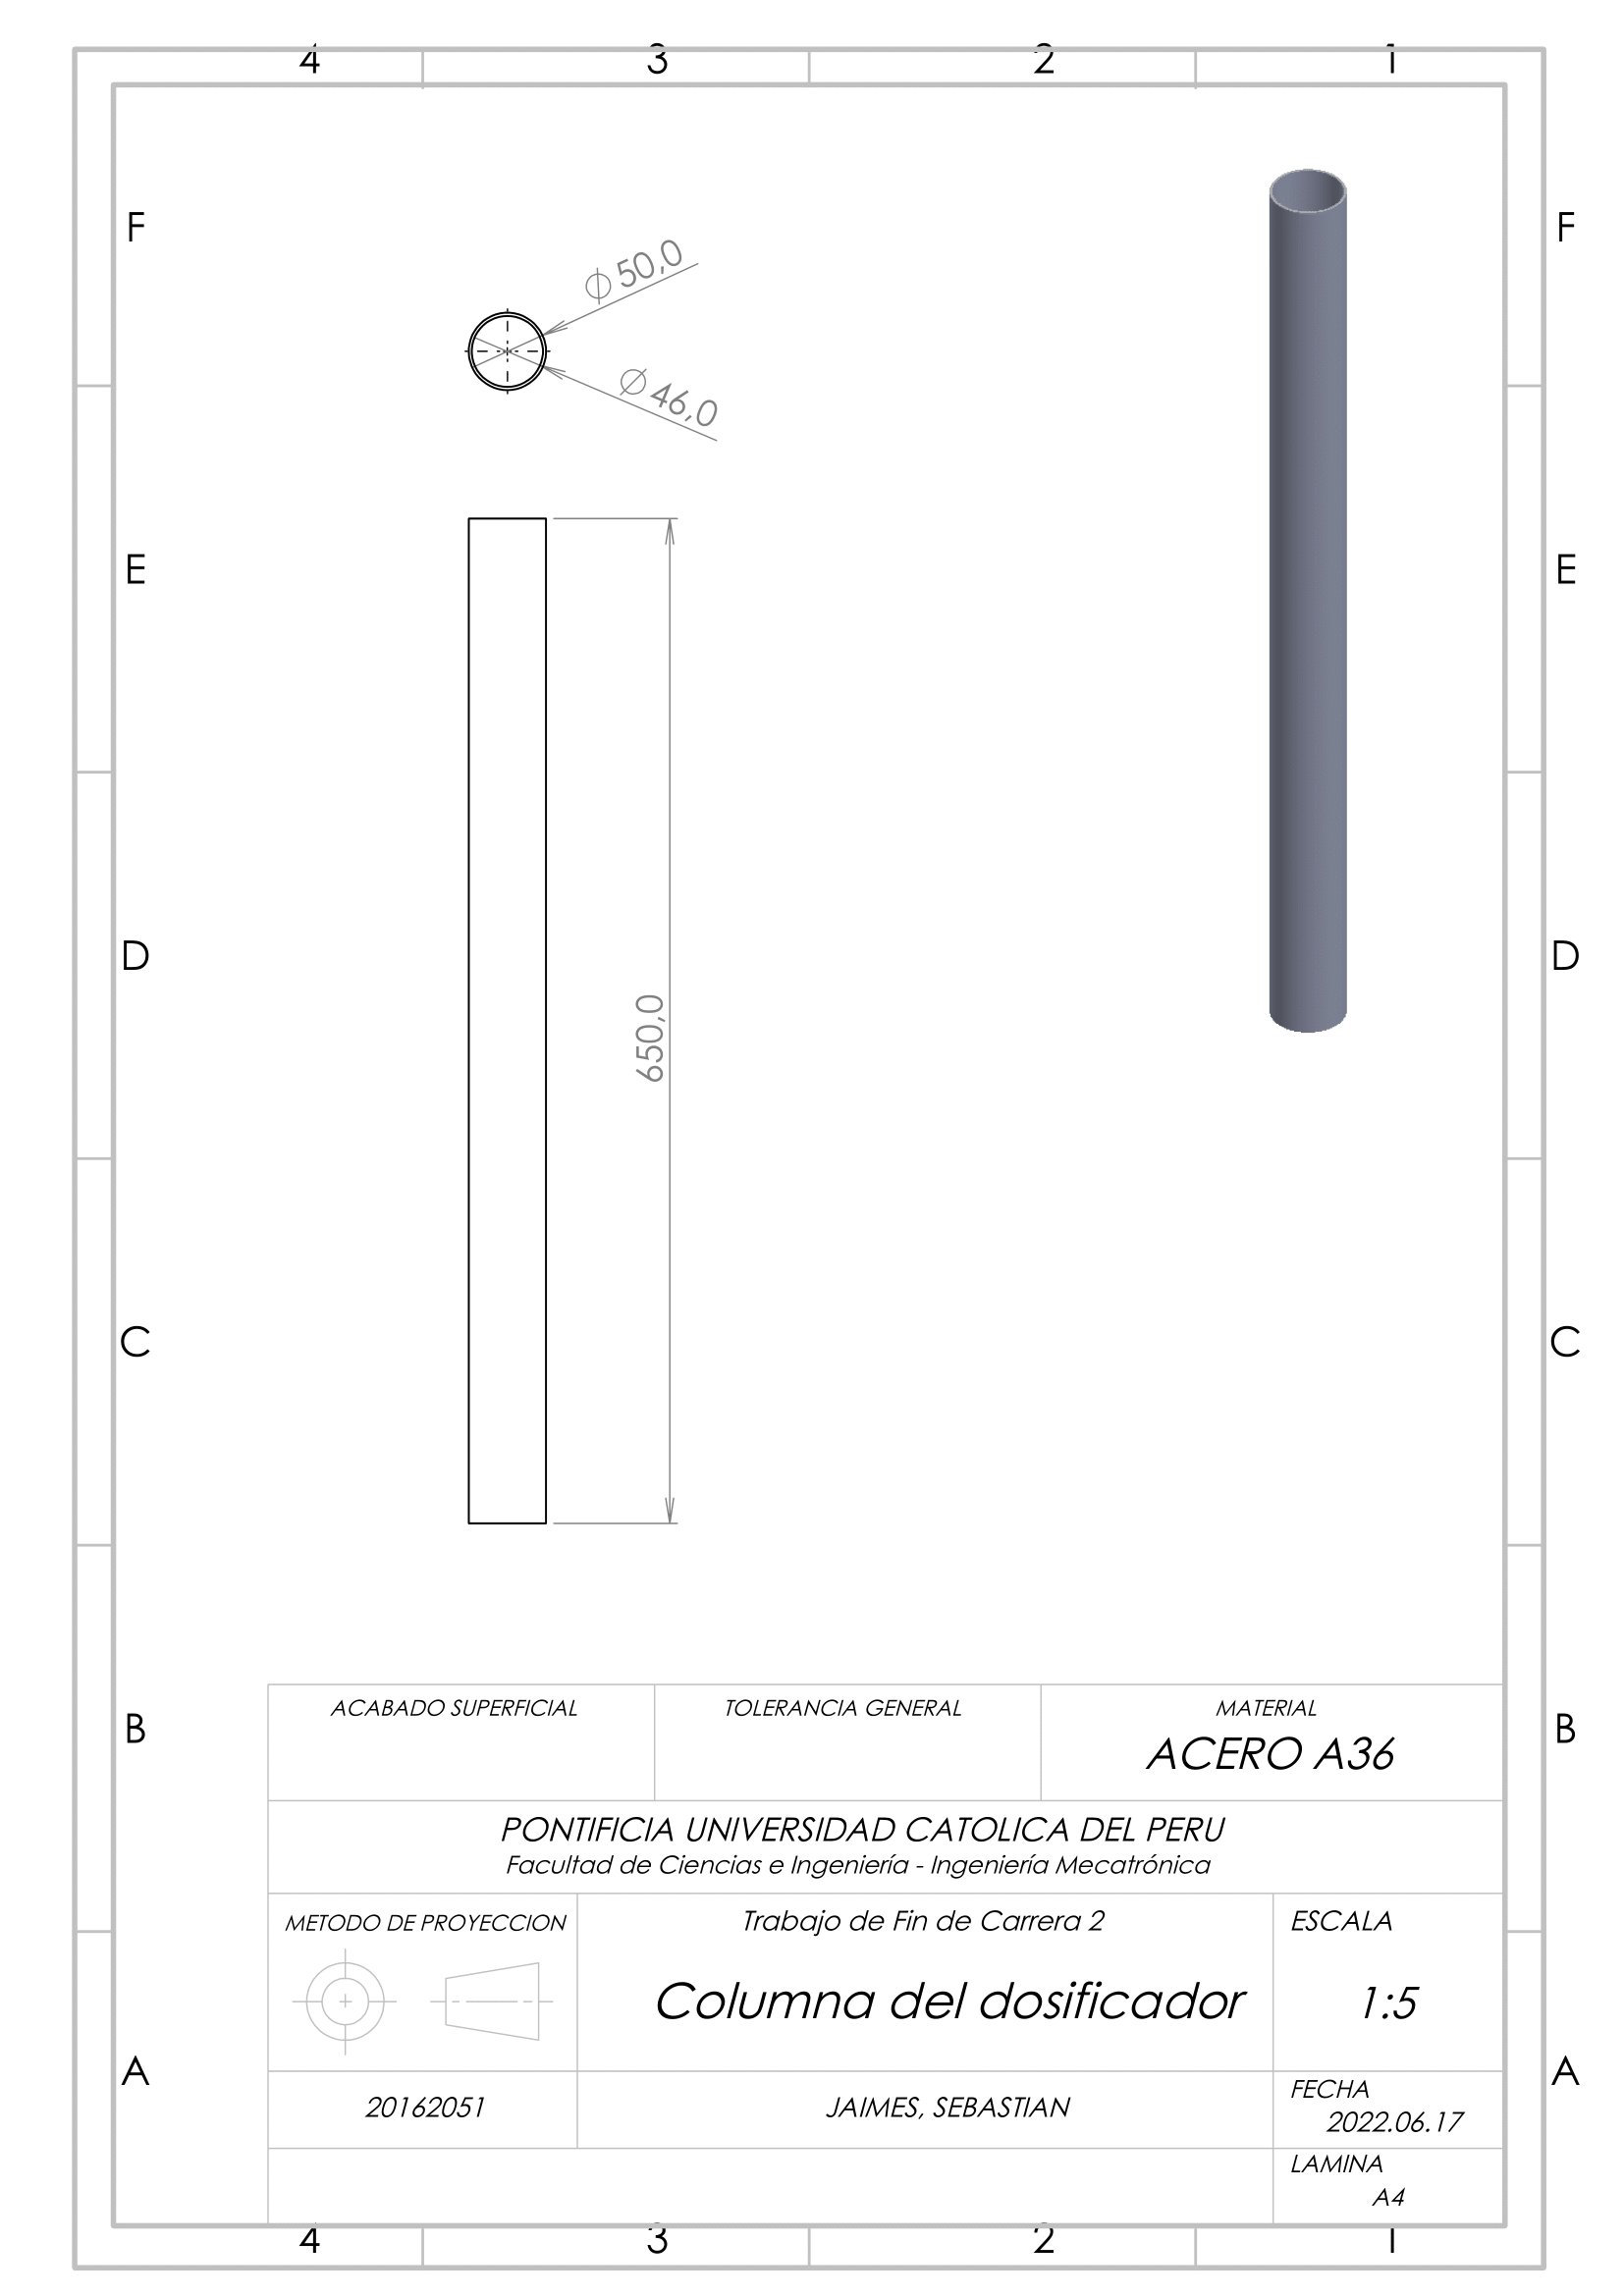 4 3 2 1
F F
⌀ 50,0
⌀ 46,0
E E
D D
650,0
C C
B B
ACABADO SUPERFICIAL
TOLERANCIA GENERAL
MATERIAL
ACERO A36
PONTIFICIA UNIVERSIDAD CATOLICA DEL PERU
Facultad de Ciencias e Ingeniería - Ingeniería Mecatrónica
METODO DE PROYECCION
Trabajo de Fin de Carrera 2
Columna del dosificador
ESCALA
1:5
A A
20162051
JAIMES, SEBASTIAN
FECHA
2022.06.17
LAMINA
A4
4 3 2 1